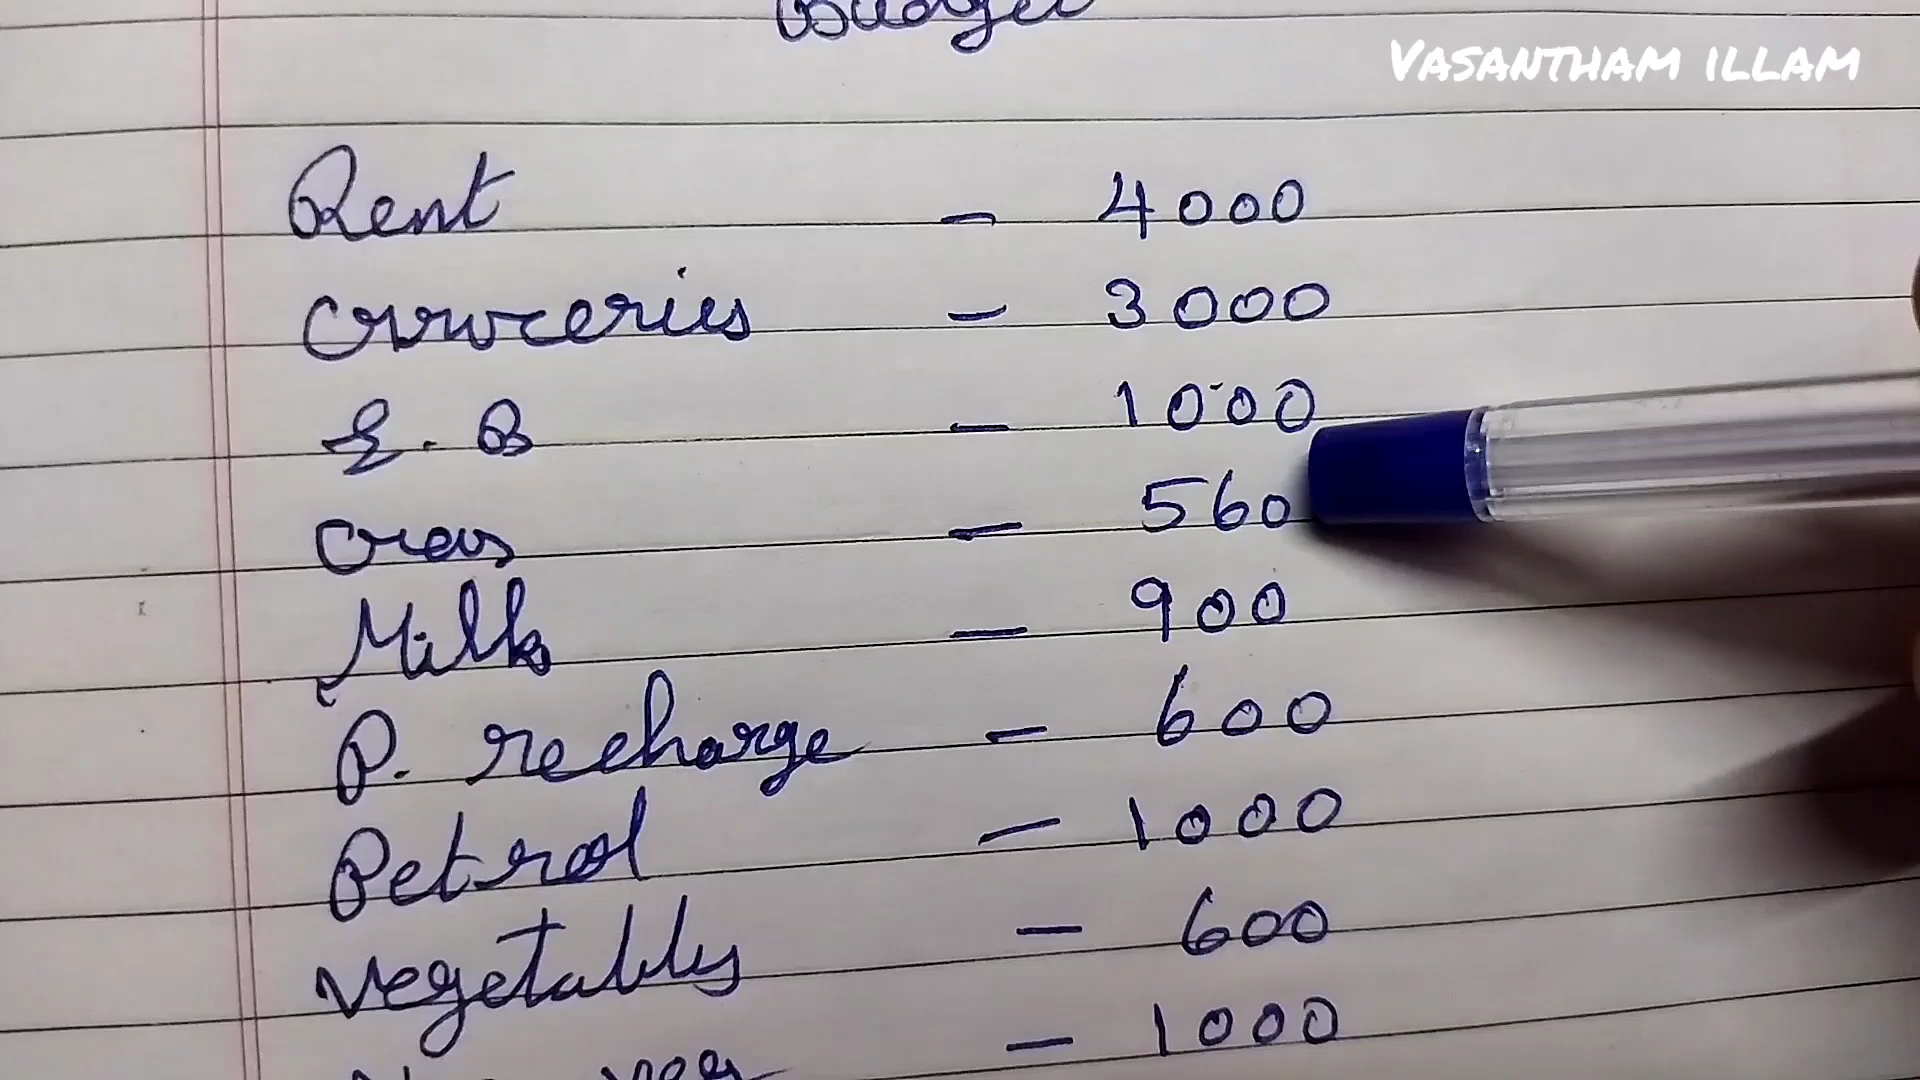 Budget
VASANTHAM ILLAM
Rent - 4000
Groceries - 3000
E.B - 1000
Gas - 560
Milk - 900
P. recharge - 600
Petrol - 1000
Vegetables - 600
- 1000